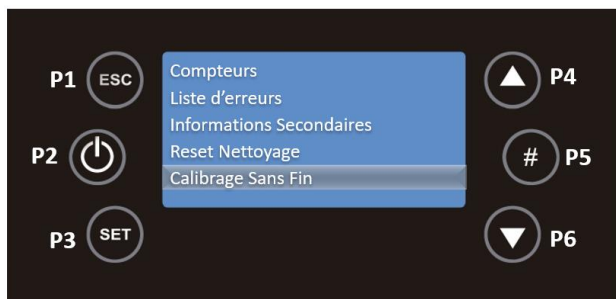 P1 ESC
P2
P3 SET
Compteurs
Liste d'erreurs
Informations Secondaires
Reset Nettoyage
Calibrage Sans Fin
P4
# P5
P6